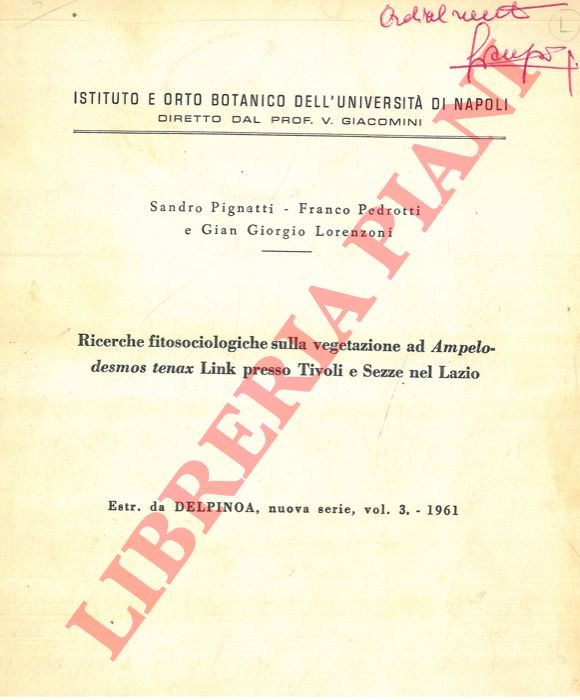 Cordialmente
L
ISTITUTO E ORTO BOTANICO DELL'UNIVERSITÀ DI NAPOLI
DIRETTO DAL PROF. V. GIACOMINI
Sandro Pignatti - Franco Pedrotti
e Gian Giorgio Lorenzoni
Ricerche fitosociologiche sulla vegetazione ad Ampelo-
desmos tenax Link presso Tivoli e Sezze nel Lazio
Estr. da DELPINOA, nuova serie, vol. 3. - 1961
LIBRERIA PIANI